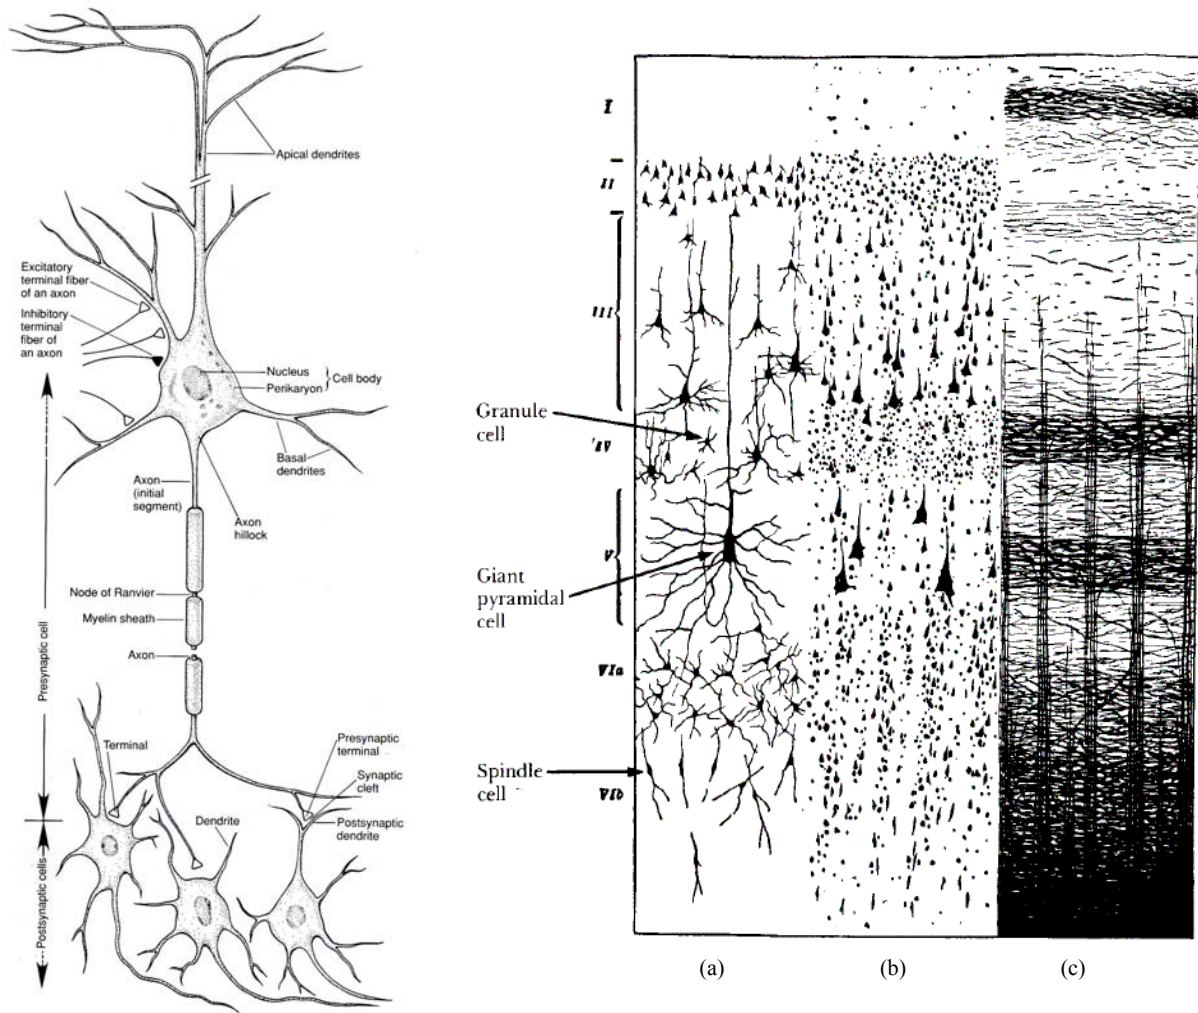 Apical dendrites
Excitatory
terminal fiber
of an axon
Inhibitory
terminal
fiber of
an axon
Nucleus
Perikaryon
Cell body
Basal
dendrites
Axon
(initial
segment)
Axon
hillock
Node of Ranvier
Myelin sheath
Axon
Presynaptic cell
Terminal
Presynaptic
terminal
Synaptic
cleft
Postsynaptic
dendrite
Dendrite
Postsynaptic cells
I
II
III
Granule
cell
IV
V
Giant
pyramidal
cell
VIa
Spindle
cell
VIb
(a)
(b)
(c)